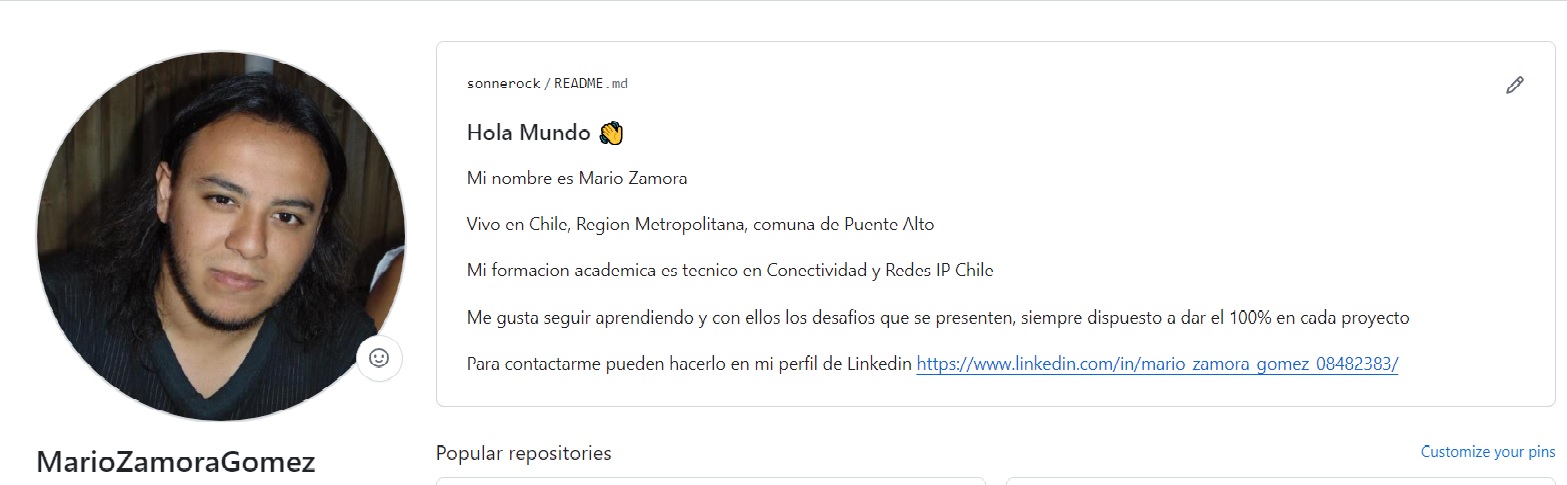 sonnerock / README.md
Hola Mundo 👋
Mi nombre es Mario Zamora
Vivo en Chile, Region Metropolitana, comuna de Puente Alto
Mi formacion academica es tecnico en Conectividad y Redes IP Chile
Me gusta seguir aprendiendo y con ellos los desafios que se presenten, siempre dispuesto a dar el 100% en cada proyecto
Para contactarme pueden hacerlo en mi perfil de Linkedin https://www.linkedin.com/in/mario_zamora_gomez_08482383/
MarioZamoraGomez
Popular repositories
Customize your pins